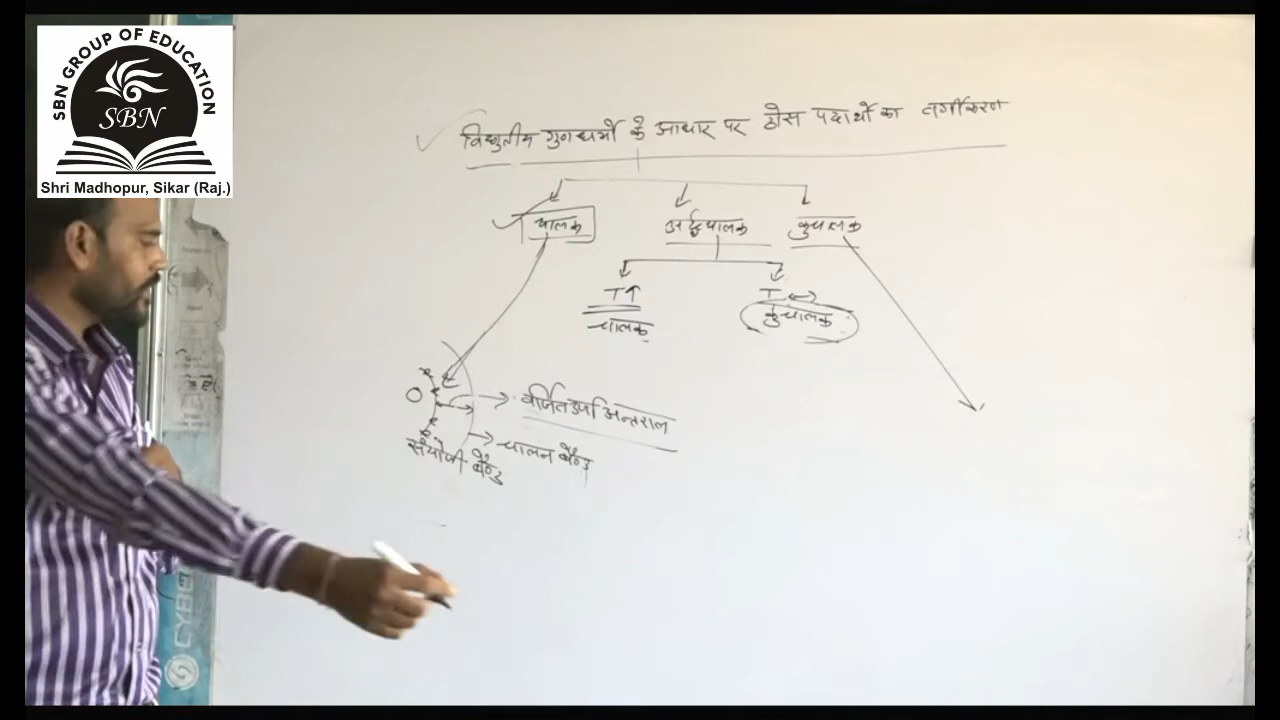 SBN GROUP OF EDUCATION
SBN
Shri Madhopur, Sikar (Raj.)
विद्युतीय गुणधर्मो के आधार पर ठोस पदार्थो का वर्गीकरण
चालक अर्द्धचालक कुचालक
T↑ T
चालक कुचालक
वर्जित ऊर्जा अन्तराल
चालन बैण्ड
संयोजी बैण्ड
CYBE